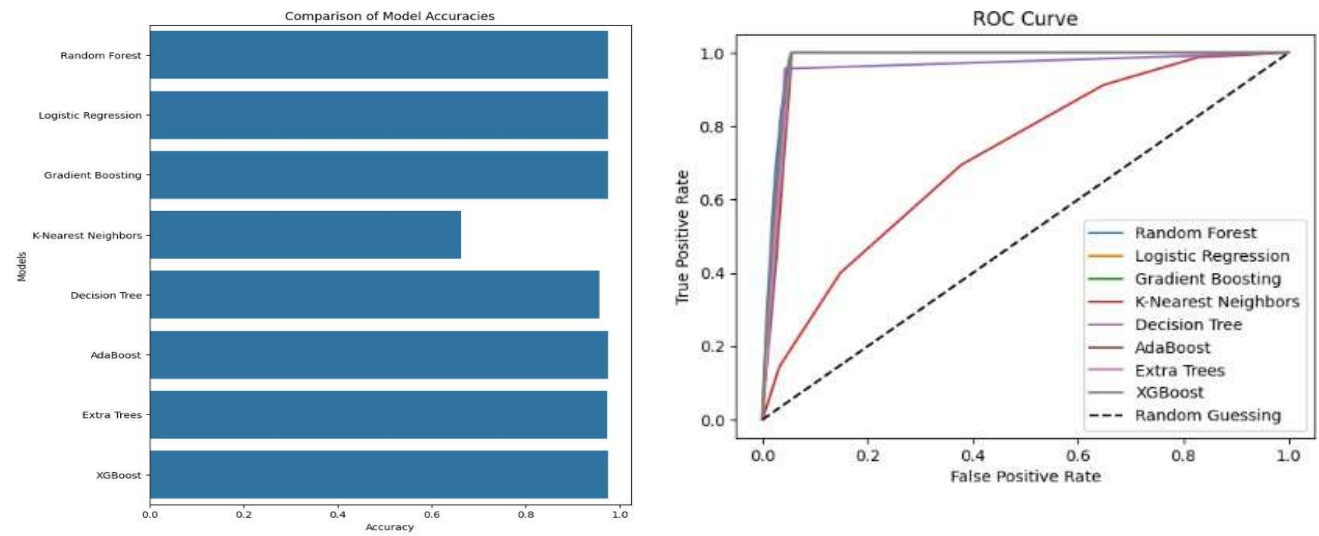 Comparison of Model Accuracies
Random Forest
Logistic Regression
Gradient Boosting
K-Nearest Neighbors
Decision Tree
AdaBoost
Extra Trees
XGBoost
Models
0.0 0.2 0.4 0.6 0.8 1.0
Accuracy
ROC Curve
1.0
0.8
0.6
0.4
0.2
0.0
True Positive Rate
Random Forest
Logistic Regression
Gradient Boosting
K-Nearest Neighbors
Decision Tree
AdaBoost
Extra Trees
XGBoost
Random Guessing
0.0 0.2 0.4 0.6 0.8 1.0
False Positive Rate